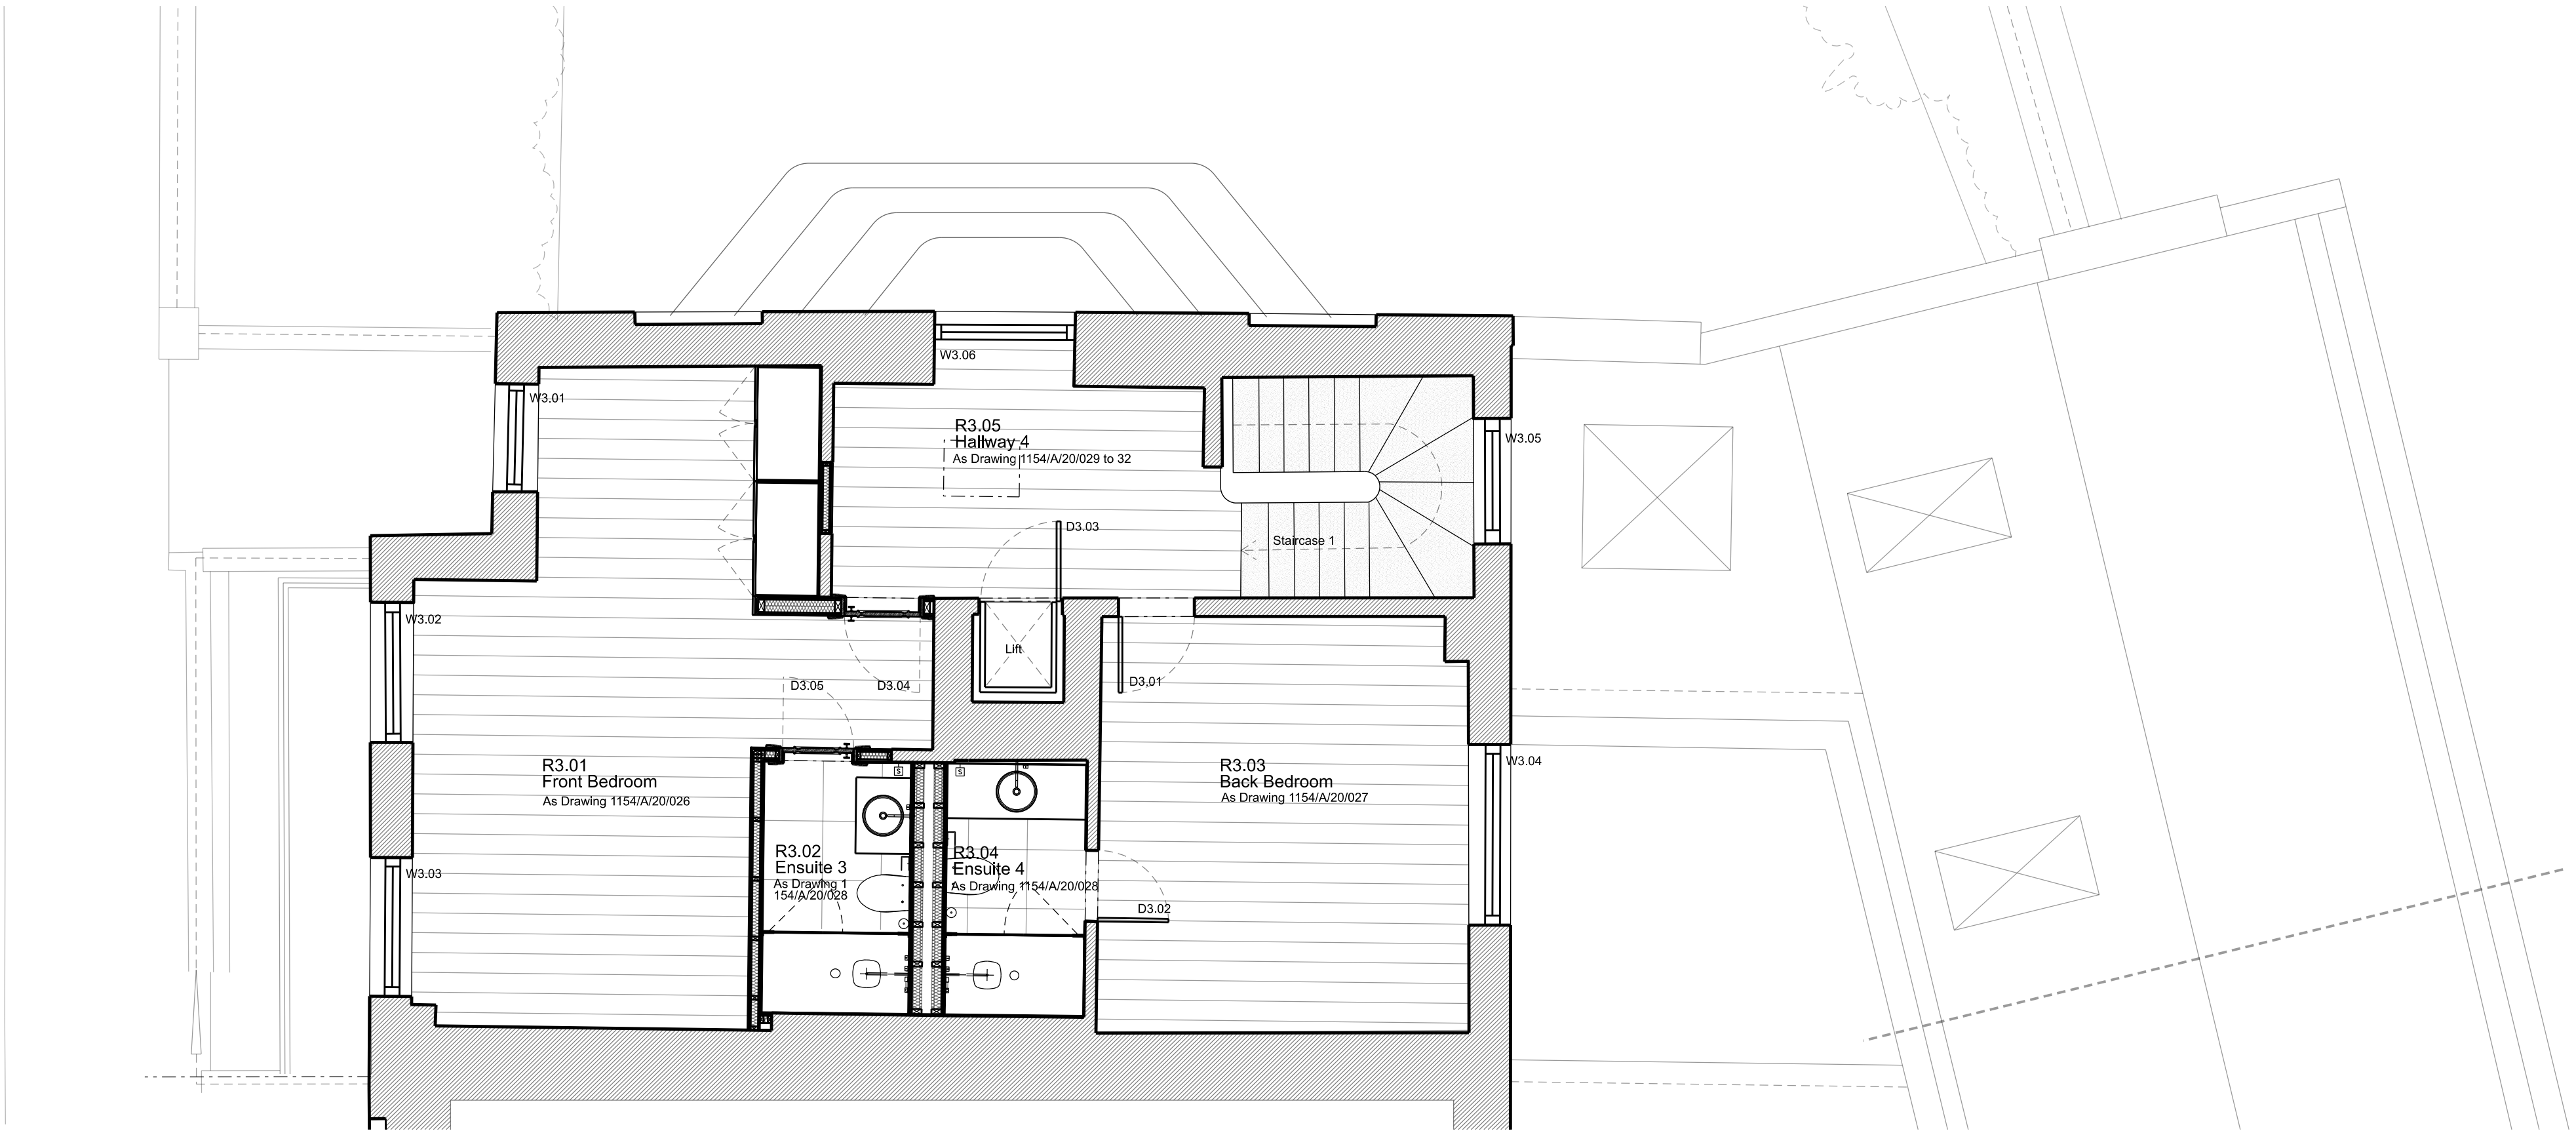 W3.06
W3.01
R3.05
Hallway 4
As Drawing 1154/A/20/029 to 32
W3.05
D3.03
Staircase 1
W3.02
Lift
D3.05
D3.04
D3,01
R3.01
Front Bedroom
As Drawing 1154/A/20/026
S
S
R3.03
Back Bedroom
As Drawing 1154/A/20/027
W3.04
R3.02
Ensuite 3
As Drawing 1
154/A/20/028
R3.04
Ensuite 4
As Drawing 1154/A/20/028
W3.03
D3.02